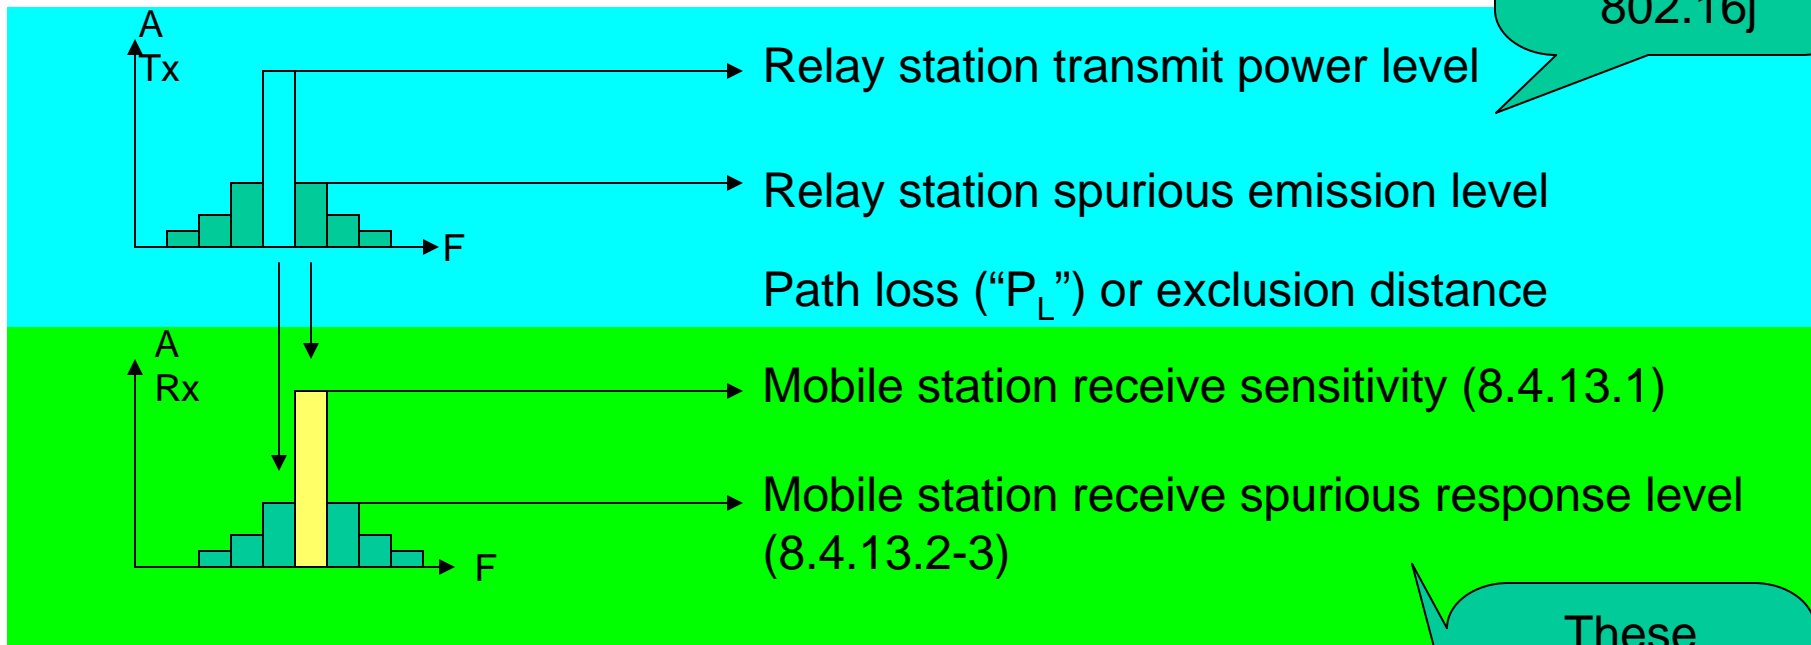 802.16j
A
Tx
Relay station transmit power level
Relay station spurious emission level
F
Path loss (“PL”) or exclusion distance
A
Rx
Mobile station receive sensitivity (8.4.13.1)
Mobile station receive spurious response level
(8.4.13.2-3)
F
These